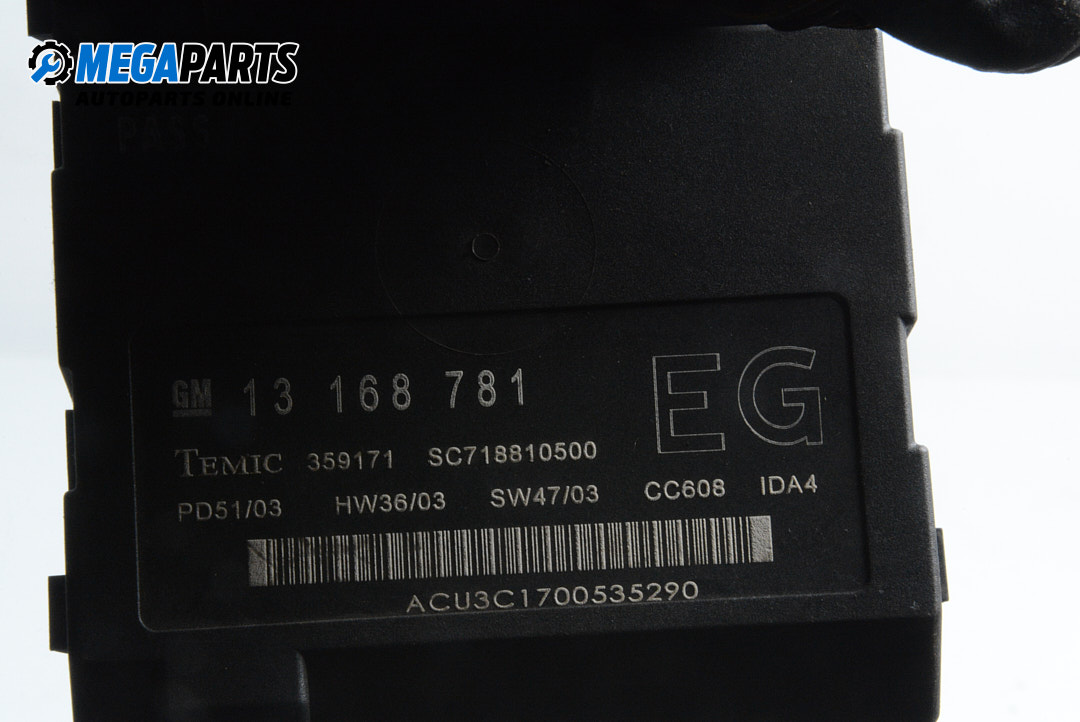 MEGAPARTS
AUTOPARTS ONLINE
PASS
GM 13 168 781 EG
TEMIC 359171 SC718810500
PD51/03 HW36/03 SW47/03 CC608 IDA4
ACU3C1700535290